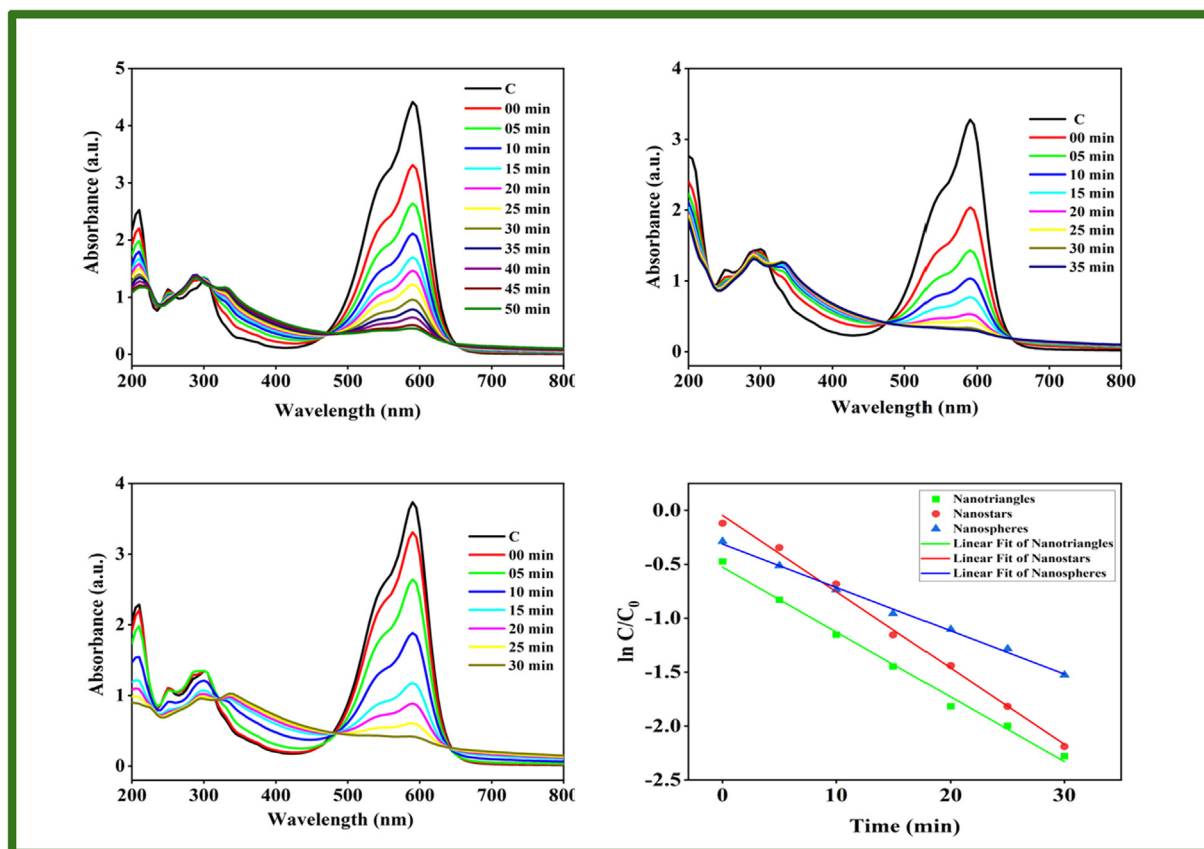 5
4
3
2
1
0
Absorbance (a.u.)
C
00 min
05 min
10 min
15 min
20 min
25 min
30 min
35 min
40 min
45 min
50 min
200 300 400 500 600 700 800
Wavelength (nm)
4
3
2
1
0
Absorbance (a.u.)
C
00 min
05 min
10 min
15 min
20 min
25 min
30 min
35 min
200 300 400 500 600 700 800
Wavelength (nm)
4
3
2
1
0
Absorbance (a.u.)
C
00 min
05 min
10 min
15 min
20 min
25 min
30 min
200 300 400 500 600 700 800
Wavelength (nm)
0.0
-0.5
-1.0
-1.5
-2.0
-2.5
ln C/C₀
Nanotriangles
Nanostars
Nanospheres
Linear Fit of Nanotriangles
Linear Fit of Nanostars
Linear Fit of Nanospheres
0 10 20 30
Time (min)